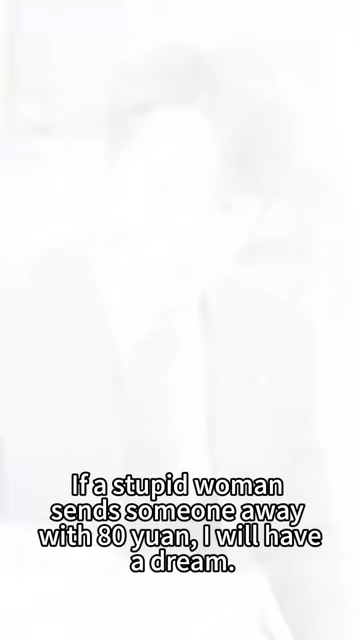 If a stupid woman
sends someone away
with 80 yuan, I will have
a dream.